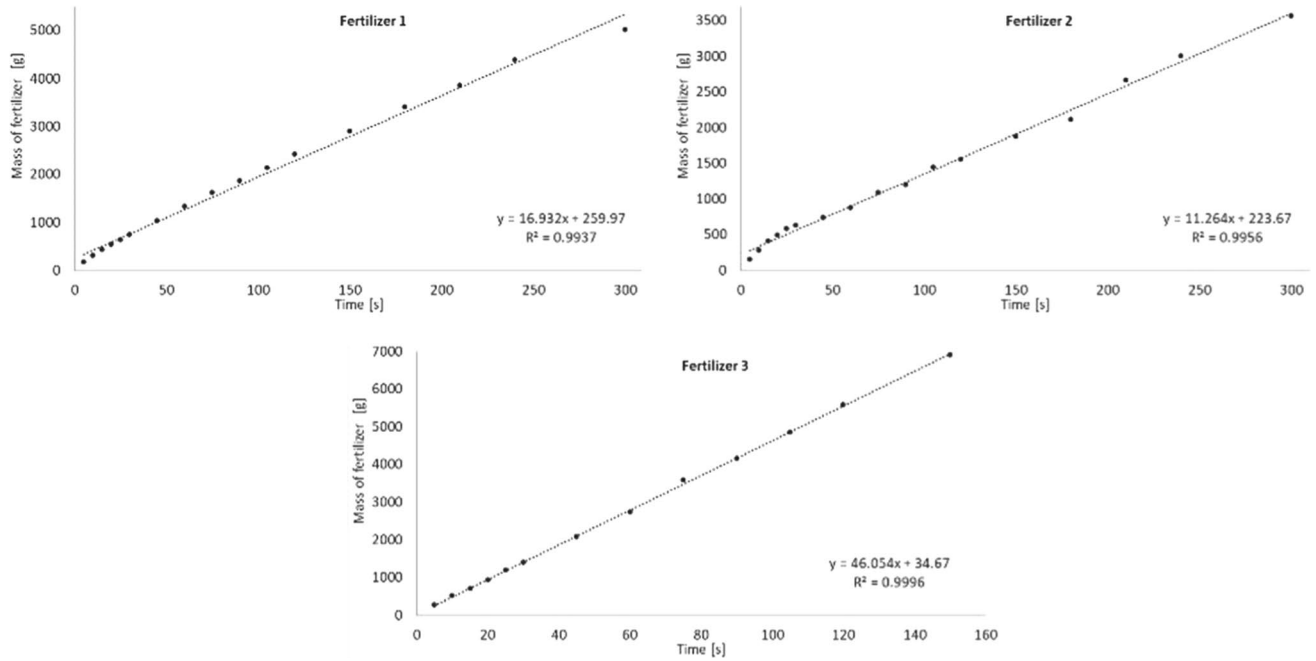 Fertilizer 1
Mass of fertilizer [g]
5000
4000
3000
2000
1000
0
y = 16.932x + 259.97
R² = 0.9937
0 50 100 150 200 250 300
Time [s]
Fertilizer 2
Mass of fertilizer [g]
3500
3000
2500
2000
1500
1000
500
0
y = 11.264x + 223.67
R² = 0.9956
0 50 100 150 200 250 300
Time [s]
Fertilizer 3
Mass of fertilizer [g]
7000
6000
5000
4000
3000
2000
1000
0
y = 46.054x + 34.67
R² = 0.9996
0 20 40 60 80 100 120 140 160
Time [s]